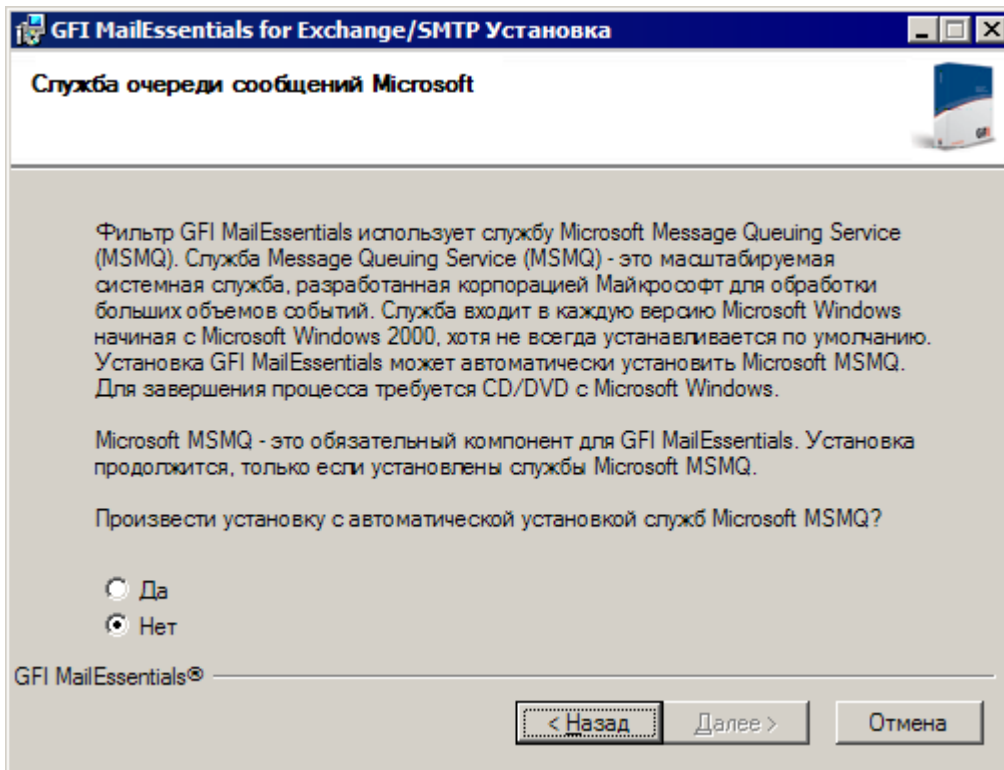 GFI MailEssentials for Exchange/SMTP Установка
Служба очереди сообщений Microsoft
GFI
Фильтр GFI MailEssentials использует службу Microsoft Message Queuing Service
(MSMQ). Служба Message Queuing Service (MSMQ) - это масштабируемая
системная служба, разработанная корпорацией Майкрософт для обработки
больших объемов событий. Служба входит в каждую версию Microsoft Windows
начиная с Microsoft Windows 2000, хотя не всегда устанавливается по умолчанию.
Установка GFI MailEssentials может автоматически установить Microsoft MSMQ.
Для завершения процесса требуется CD/DVD с Microsoft Windows.
Microsoft MSMQ - это обязательный компонент для GFI MailEssentials. Установка
продолжится, только если установлены службы Microsoft MSMQ.
Произвести установку с автоматической установкой служб Microsoft MSMQ?
Да
Нет
GFI MailEssentials®
< Назад Далее > Отмена